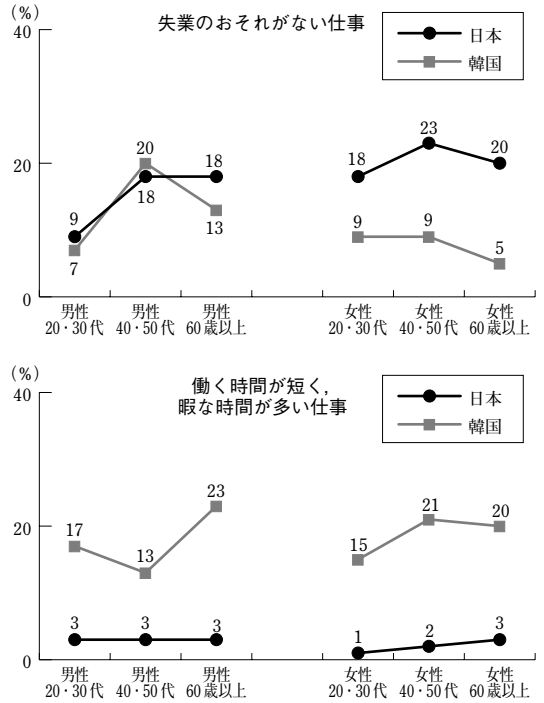 (%)
失業のおそれがない仕事
日本
韓国
40
20
0
9
7
20
18
18
13
18
23
20
9
9
5
男性
20・30代
男性
40・50代
男性
60歳以上
女性
20・30代
女性
40・50代
女性
60歳以上
(%)
働く時間が短く，
暇な時間が多い仕事
日本
韓国
40
20
0
17
13
23
3
3
3
15
21
20
1
2
3
男性
20・30代
男性
40・50代
男性
60歳以上
女性
20・30代
女性
40・50代
女性
60歳以上